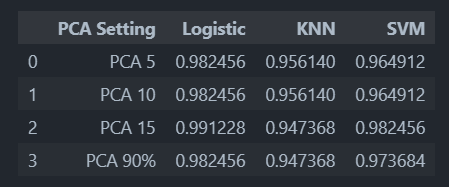 PCA Setting Logistic KNN SVM
0 PCA 5 0.982456 0.956140 0.964912
1 PCA 10 0.982456 0.956140 0.964912
2 PCA 15 0.991228 0.947368 0.982456
3 PCA 90% 0.982456 0.947368 0.973684